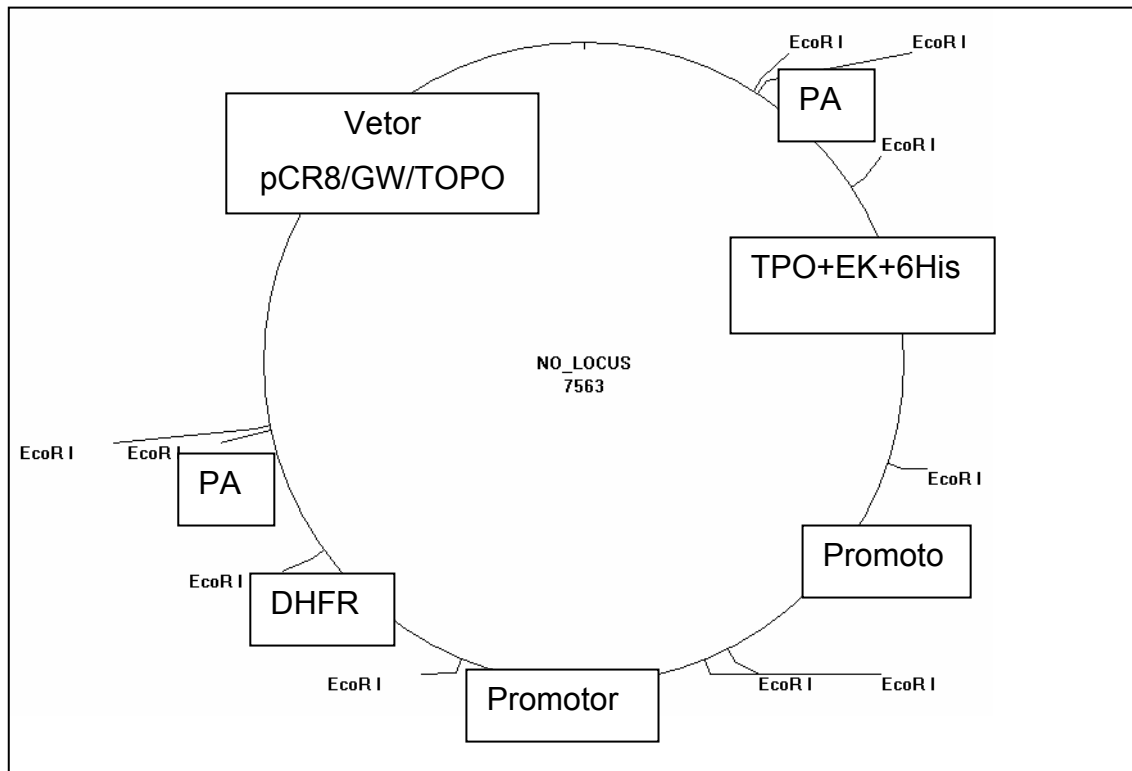 EcoR I
EcoR I
PA
Vetor
pCR8/GW/TOPO
EcoR I
TPO+EK+6His
NO_LOCUS
7563
EcoR I
EcoR I
PA
EcoR I
Promoto
EcoR I
DHFR
EcoR I
Promotor
EcoR I
EcoR I